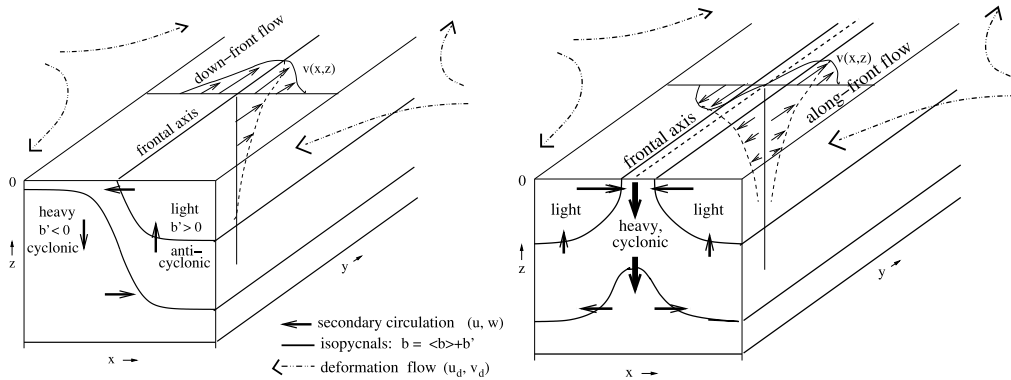 down-front flow
v(x,z)
frontal axis
0
heavy
b'<0
cyclonic
light
b'>0
anti-
cyclonic
z
y
x
secondary circulation (u, w)
isopycnals: b = <b>+b'
deformation flow (u_d, v_d)
v(x,z)
along-front flow
frontal axis
0
light
light
heavy,
cyclonic
z
y
x